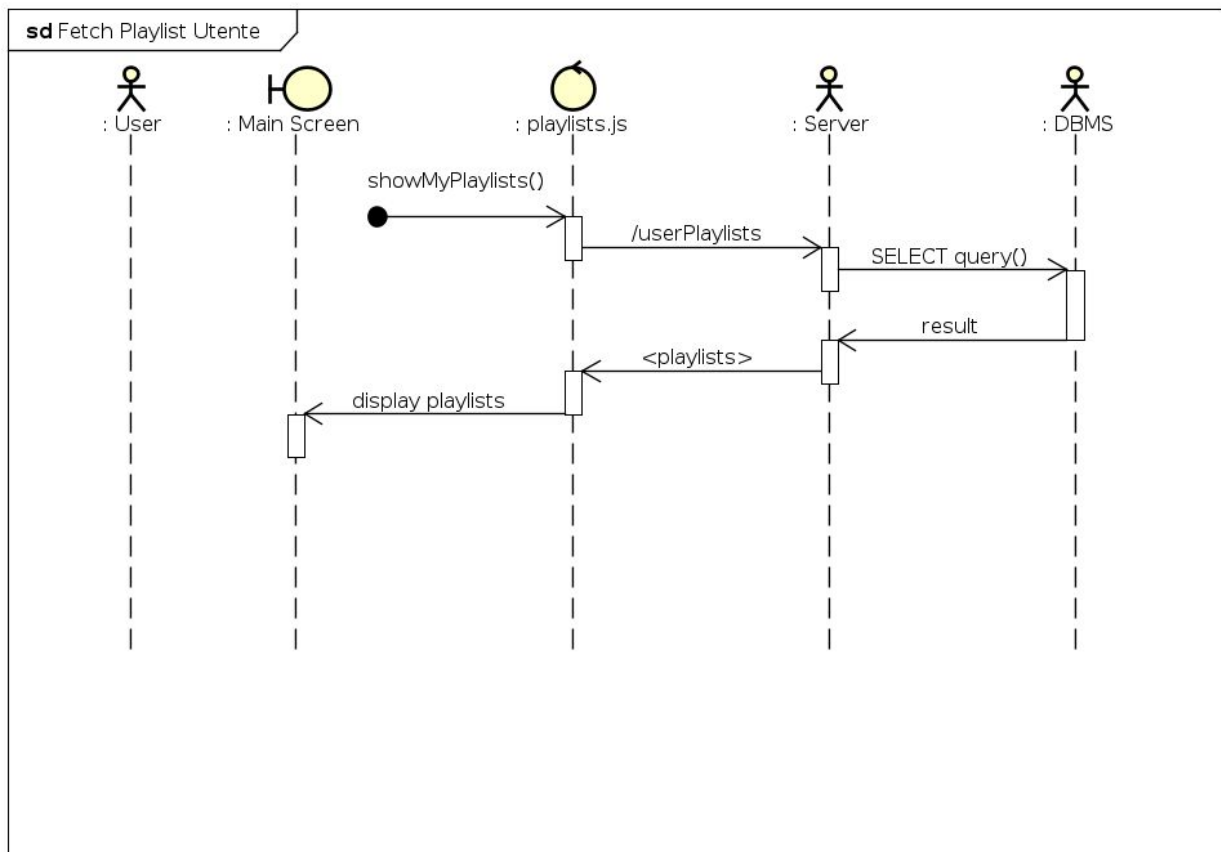 sd Fetch Playlist Utente
: User
: Main Screen
: playlists.js
: Server
: DBMS
showMyPlaylists()
/userPlaylists
SELECT query()
result
<playlists>
display playlists